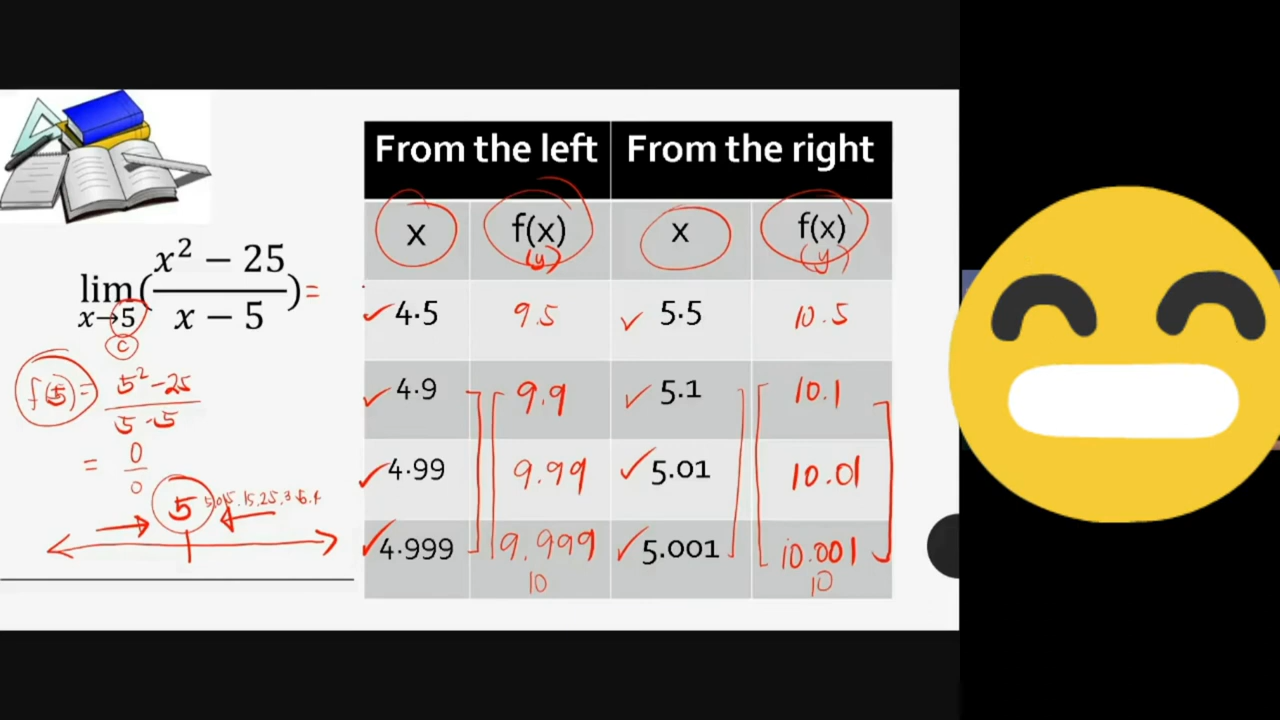 From the left From the right
x f(x) x f(x)
(y) (y)
lim x→5 (x² − 25 / x − 5) =
c
f(5) = 5² − 25 / 5 − 5
= 0 / 0
5
4.5 9.5 5.5 10.5
4.9 9.9 5.1 10.1
4.99 9.99 5.01 10.01
4.999 9.999 5.001 10.001
10 10